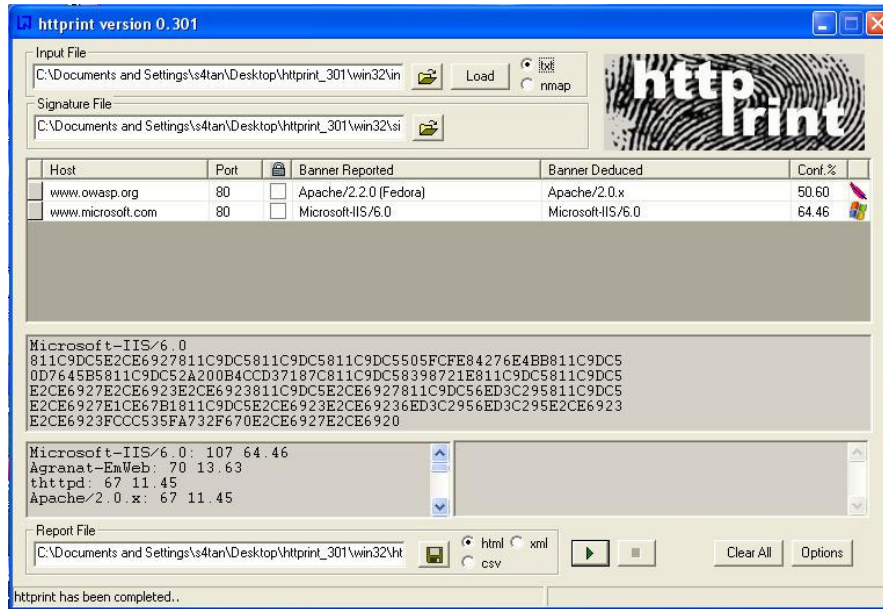 httprint version 0.301
Input File
C:\Documents and Settings\s4tan\Desktop\httprint_301\win32\in
Load
txt
nmap
http
print
Signature File
C:\Documents and Settings\s4tan\Desktop\httprint_301\win32\si
Host Port Banner Reported Banner Deduced Conf.%
www.owasp.org 80 Apache/2.2.0 (Fedora) Apache/2.0.x 50.60
www.microsoft.com 80 Microsoft-IIS/6.0 Microsoft-IIS/6.0 64.46
Microsoft-IIS/6.0
811C9DC5E2CE6927811C9DC5811C9DC5811C9DC5505FCFE84276E4BB811C9DC5
0D7645B5811C9DC52A200B4CCD37187C811C9DC58398721E811C9DC5811C9DC5
E2CE6927E2CE6923E2CE6923811C9DC5E2CE6927811C9DC56ED3C295811C9DC5
E2CE6927E1CE67B1811C9DC5E2CE6923E2CE69236ED3C2956ED3C295E2CE6923
E2CE6923FCCC535FA732F670E2CE6927E2CE6920
Microsoft-IIS/6.0: 107 64.46
Agranat-EmWeb: 70 13.63
thttpd: 67 11.45
Apache/2.0.x: 67 11.45
Report File
C:\Documents and Settings\s4tan\Desktop\httprint_301\win32\ht
html xml
csv
Clear All Options
httprint has been completed..